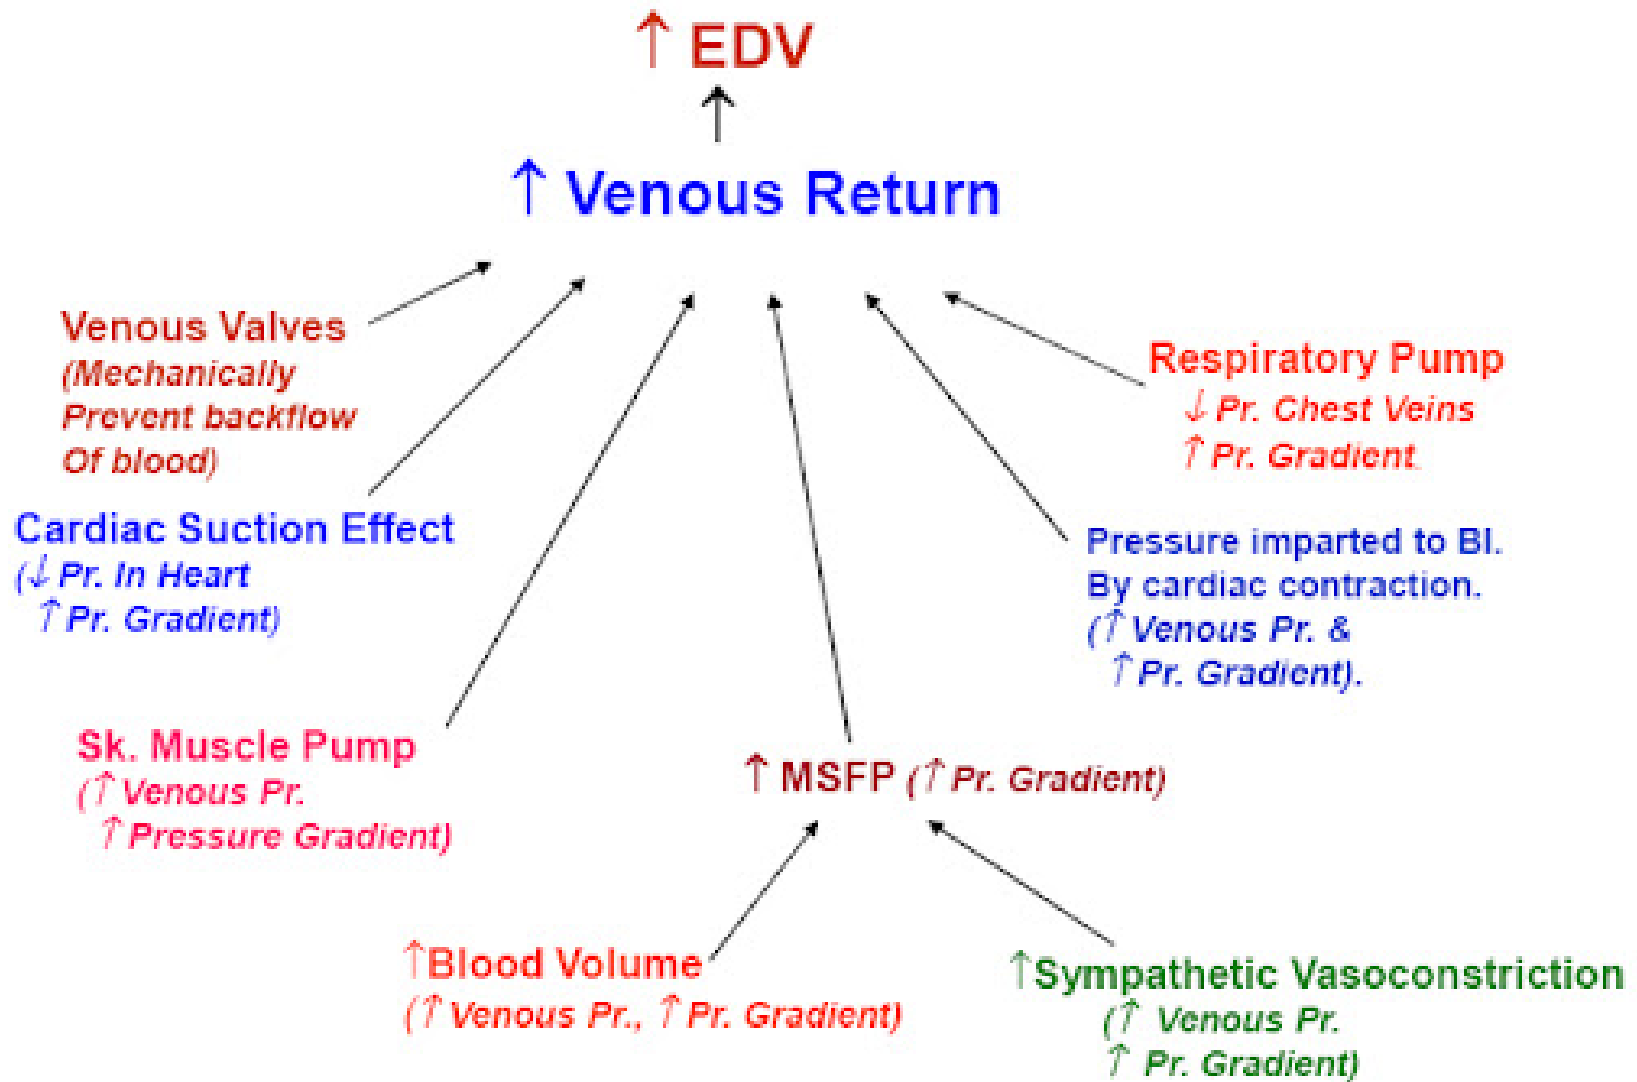 ↑ EDV
↑ Venous Return
Venous Valves
(Mechanically
Prevent backflow
Of blood)
Cardiac Suction Effect
(↓ Pr. In Heart
↑ Pr. Gradient)
Sk. Muscle Pump
(↑ Venous Pr.
↑ Pressure Gradient)
↑ MSFP (↑ Pr. Gradient)
↑Blood Volume
(↑ Venous Pr., ↑ Pr. Gradient)
↑Sympathetic Vasoconstriction
(↑ Venous Pr.
↑ Pr. Gradient)
Pressure imparted to Bl.
By cardiac contraction.
(↑ Venous Pr. &
↑ Pr. Gradient).
Respiratory Pump
↓ Pr. Chest Veins
↑ Pr. Gradient